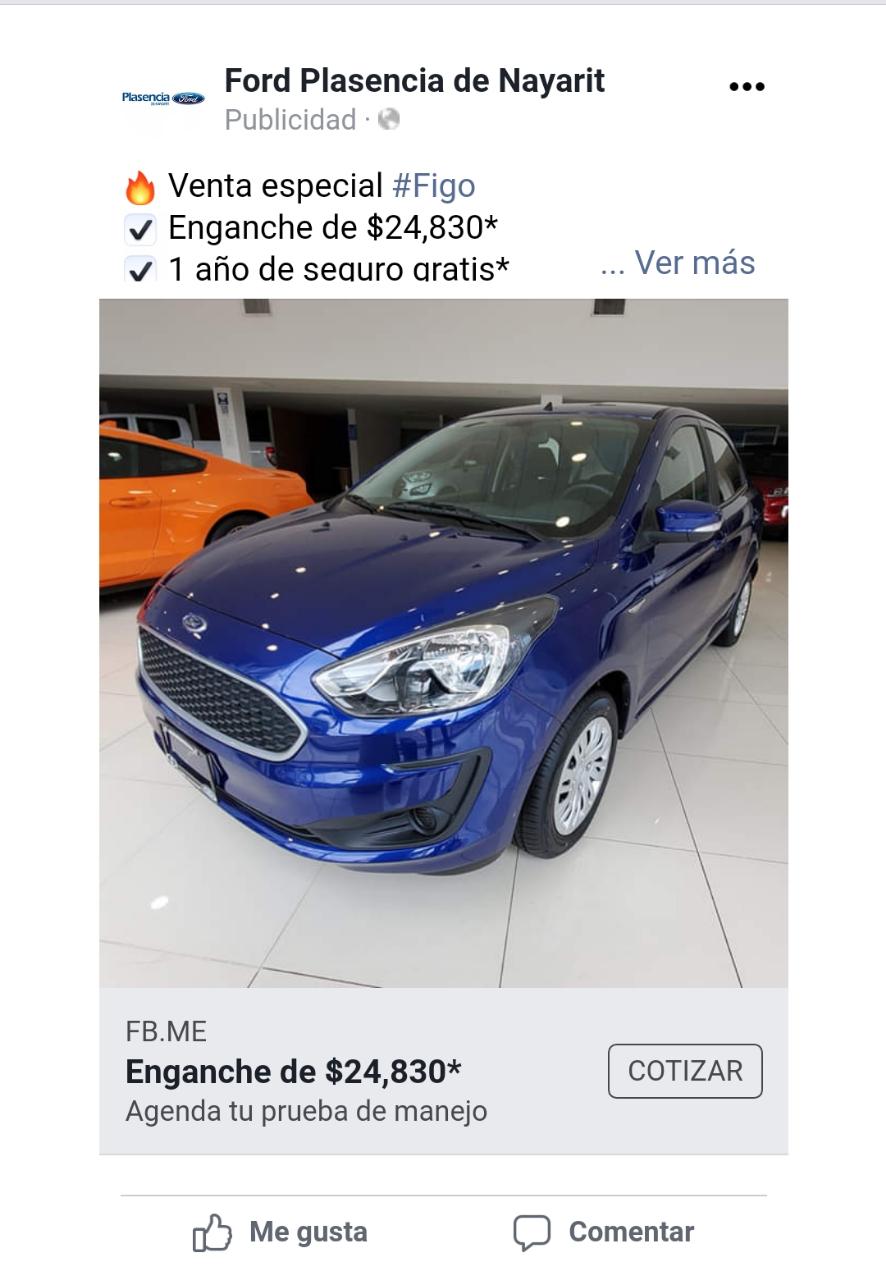 Plasencia Ford
Ford Plasencia de Nayarit
Publicidad ·
🔥 Venta especial #Figo
Enganche de $24,830*
1 año de seguro gratis*
... Ver más
FB.ME
Enganche de $24,830*
COTIZAR
Agenda tu prueba de manejo
Me gusta
Comentar